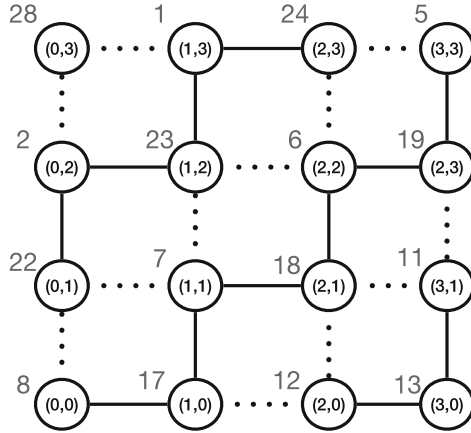 28 1 24 5
(0,3) (1,3) (2,3) (3,3)
2 23 6 19
(0,2) (1,2) (2,2) (2,3)
22 7 18 11
(0,1) (1,1) (2,1) (3,1)
8 17 12 13
(0,0) (1,0) (2,0) (3,0)